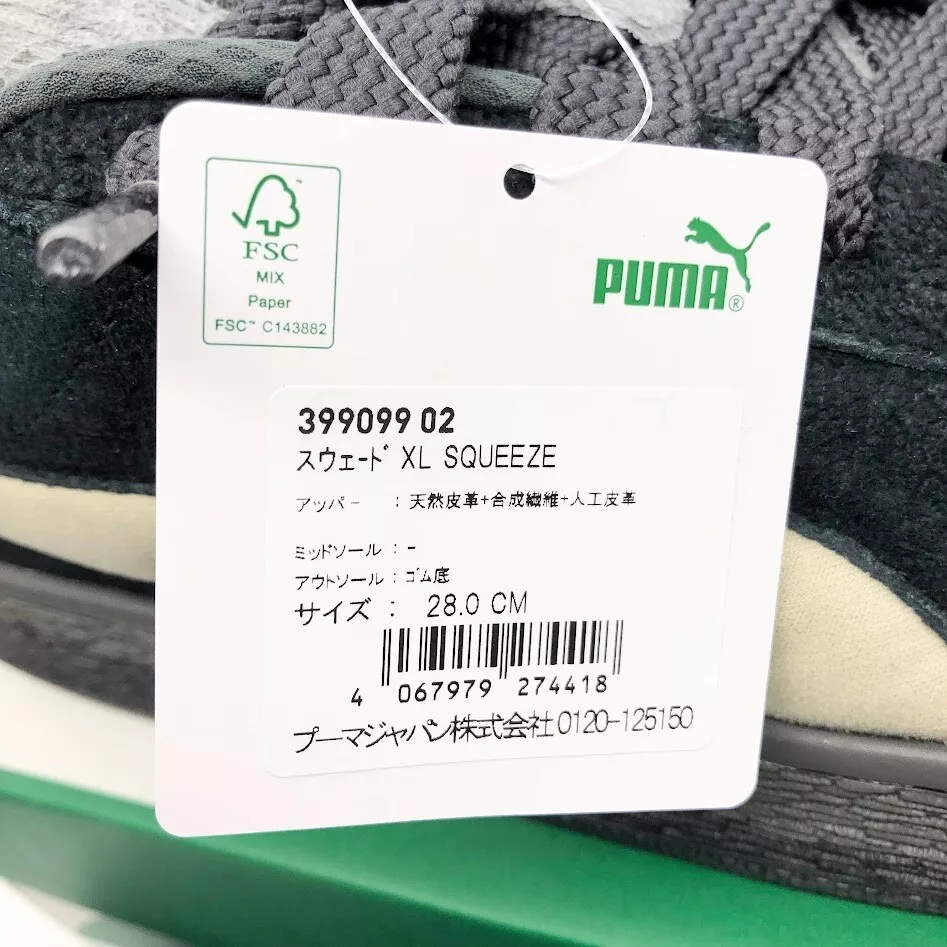 FSC
MIX
Paper
FSC™ C143882
PUMA®
399099 02
スウェード XL SQUEEZE
アッパー : 天然皮革+合成繊維+人工皮革
ミッドソール : -
アウトソール : ゴム底
サイズ : 28.0 CM
4 067979 274418
プーマジャパン株式会社 0120-125150